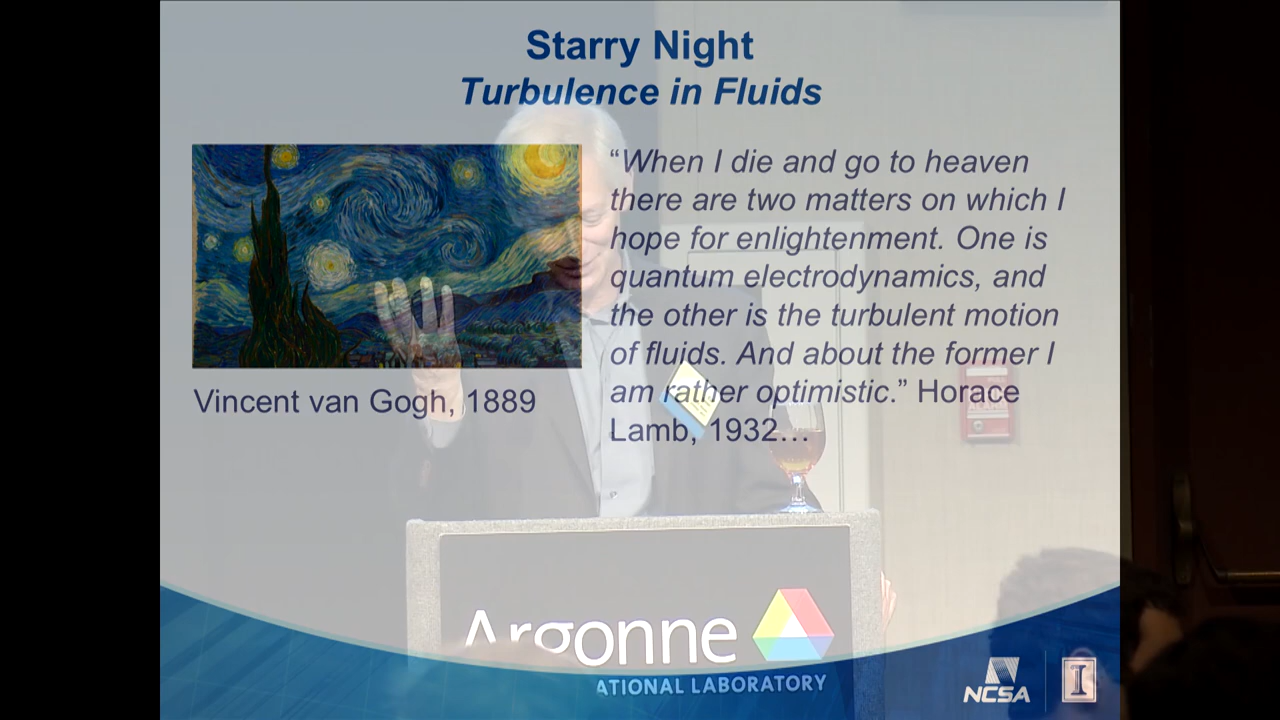 Starry Night
Turbulence in Fluids
“When I die and go to heaven
there are two matters on which I
hope for enlightenment. One is
quantum electrodynamics, and
the other is the turbulent motion
of fluids. And about the former I
am rather optimistic.” Horace
Lamb, 1932…
Vincent van Gogh, 1889
Argonne
ATIONAL LABORATORY
NCSA
I